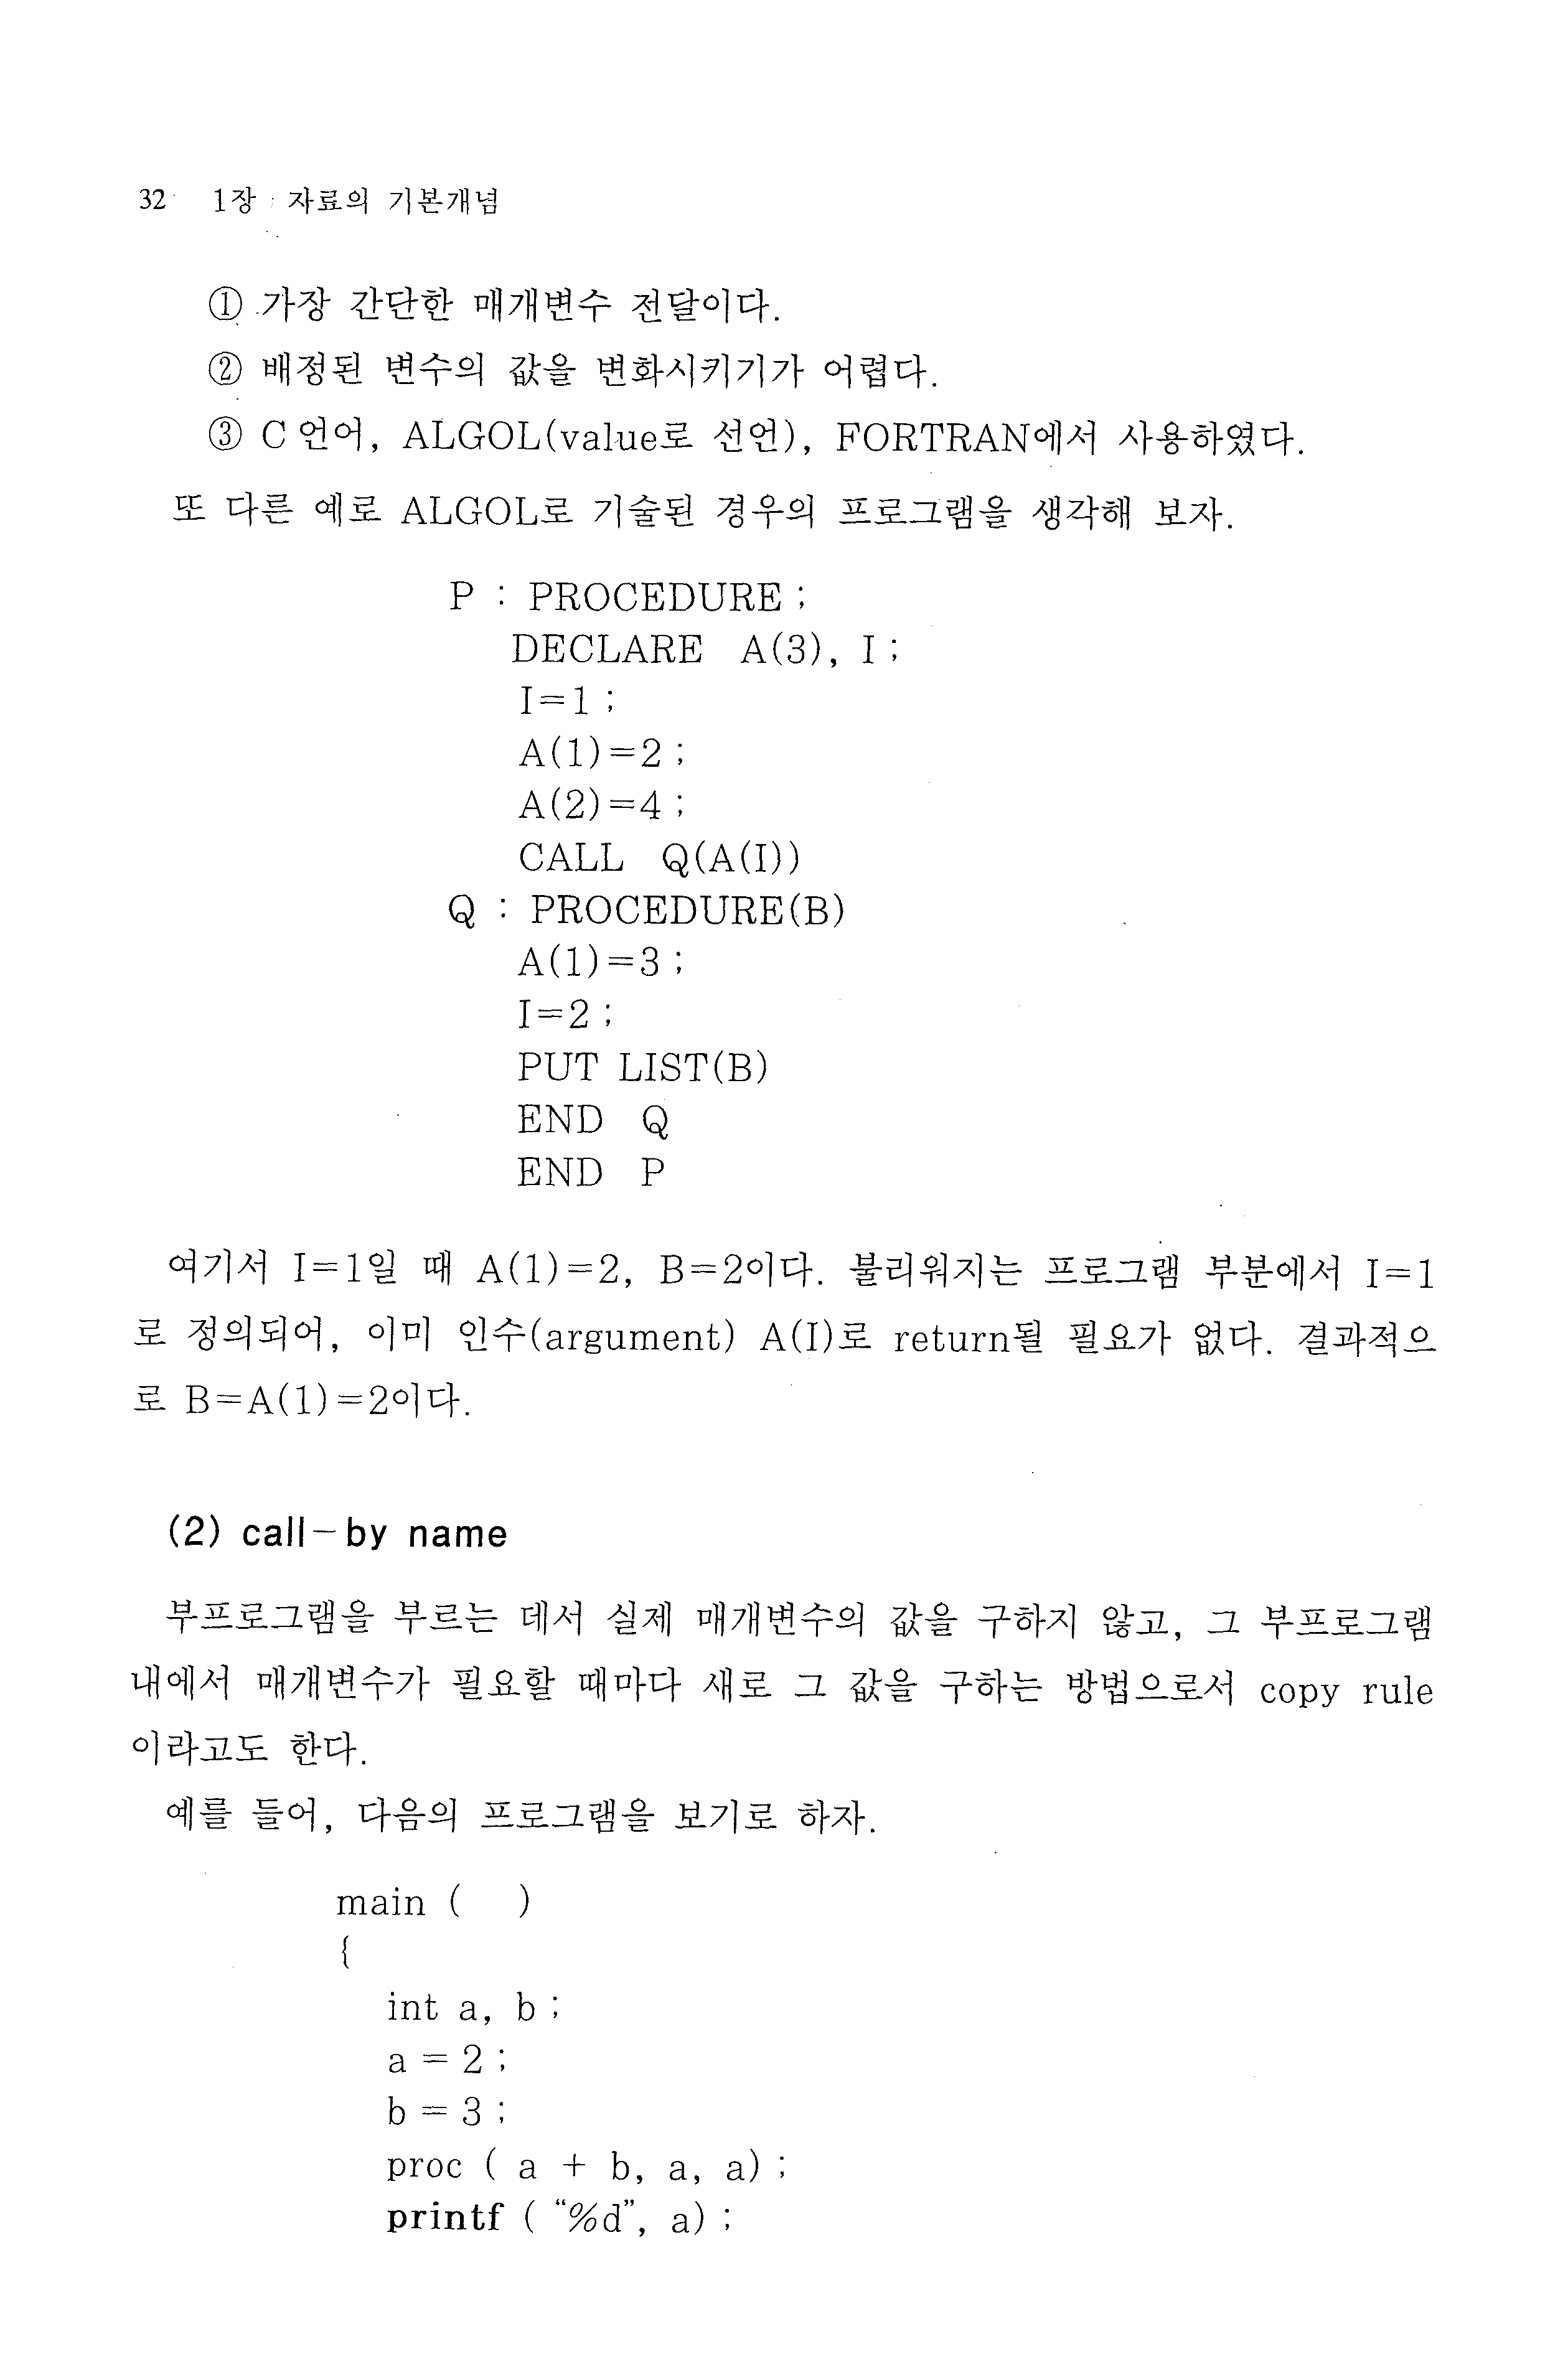 32 1장 자료의 기본개념
① 가장 간단한 매개변수 전달이다.
② 배정된 변수의 값을 변화시키기가 어렵다.
③ C 언어, ALGOL(value로 선언), FORTRAN에서 사용하였다.
또 다른 예로 ALGOL로 기술된 경우의 프로그램을 생각해 보자.
P : PROCEDURE ;
DECLARE A(3), I ;
I=1 ;
A(1)=2 ;
A(2)=4 ;
CALL Q(A(I))
Q : PROCEDURE(B)
A(1)=3 ;
I=2 ;
PUT LIST(B)
END Q
END P
여기서 I=1일 때 A(1)=2, B=2이다. 불리워지는 프로그램 부분에서 I=1
로 정의되어, 이미 인수(argument) A(I)로 return될 필요가 없다. 결과적으
로 B=A(1)=2이다.
(2) call-by name
부프로그램을 부르는 데서 실제 매개변수의 값을 구하지 않고, 그 부프로그램
내에서 매개변수가 필요할 때마다 새로 그 값을 구하는 방법으로서 copy rule
이라고도 한다.
예를 들어, 다음의 프로그램을 보기로 하자.
main ( )
{
int a, b ;
a = 2 ;
b = 3 ;
proc ( a + b, a, a) ;
printf ( “%d”, a) ;